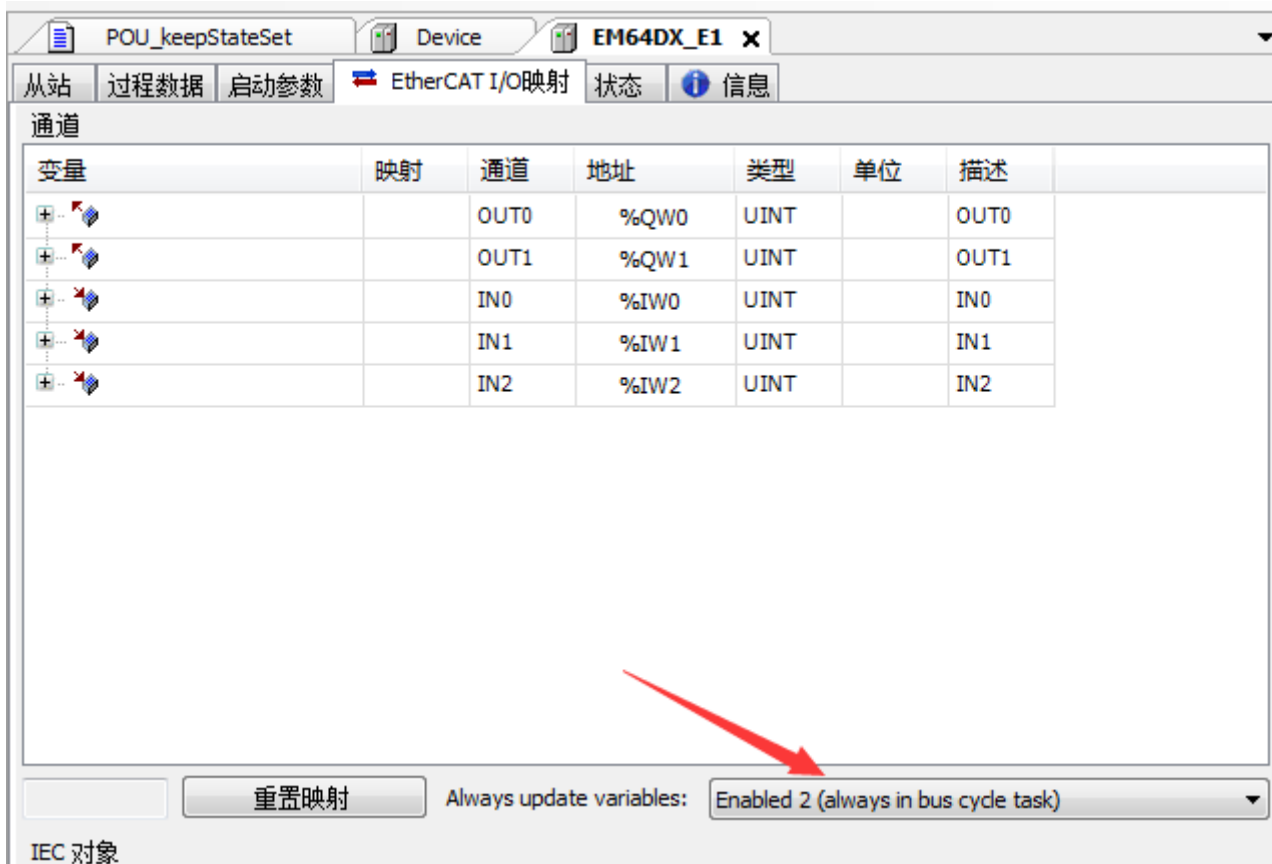 POU_keepStateSet Device EM64DX_E1
从站 过程数据 启动参数 EtherCAT I/O映射 状态 信息
通道
变量 映射 通道 地址 类型 单位 描述
OUT0 %QW0 UINT OUT0
OUT1 %QW1 UINT OUT1
IN0 %IW0 UINT IN0
IN1 %IW1 UINT IN1
IN2 %IW2 UINT IN2
重置映射 Always update variables: Enabled 2 (always in bus cycle task)
IEC 对象